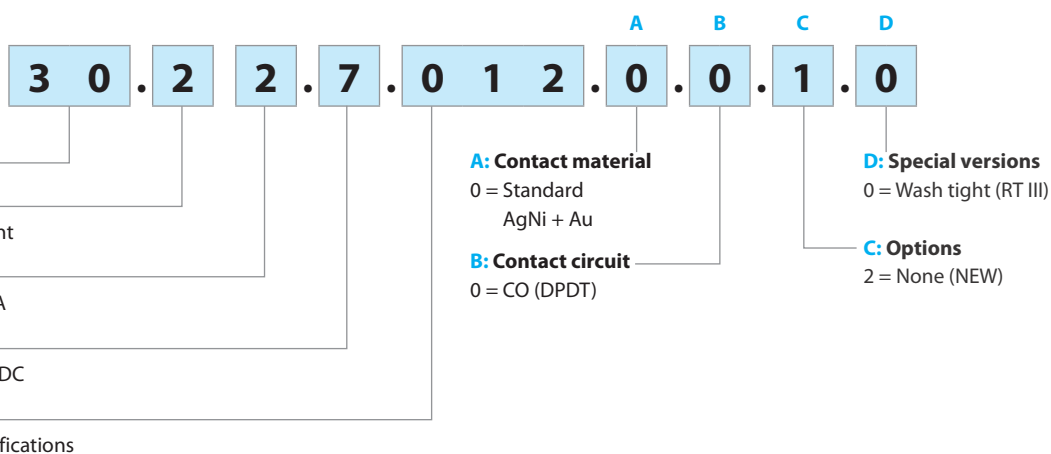 A B C D
3 0 . 2 2 . 7 . 0 1 2 . 0 . 0 . 1 . 0
A: Contact material
0 = Standard
AgNi + Au
B: Contact circuit
0 = CO (DPDT)
D: Special versions
0 = Wash tight (RT III)
C: Options
2 = None (NEW)
nt
A
DC
fications